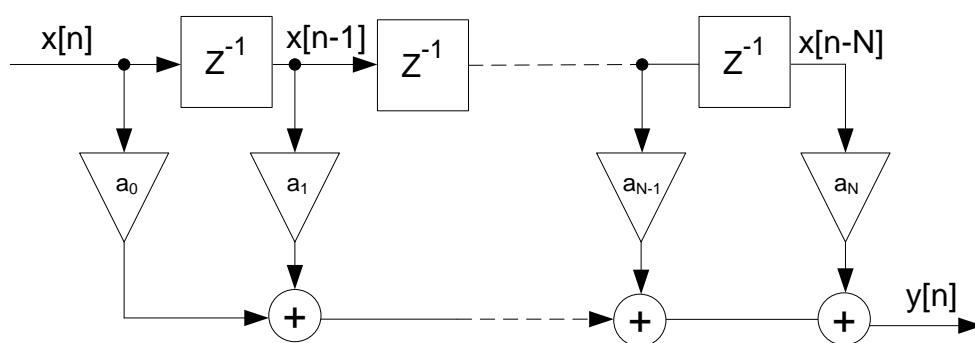 x[n]
Z⁻¹
x[n-1]
Z⁻¹
Z⁻¹
x[n-N]
a₀
a₁
aN-1
aN
+
+
+
y[n]